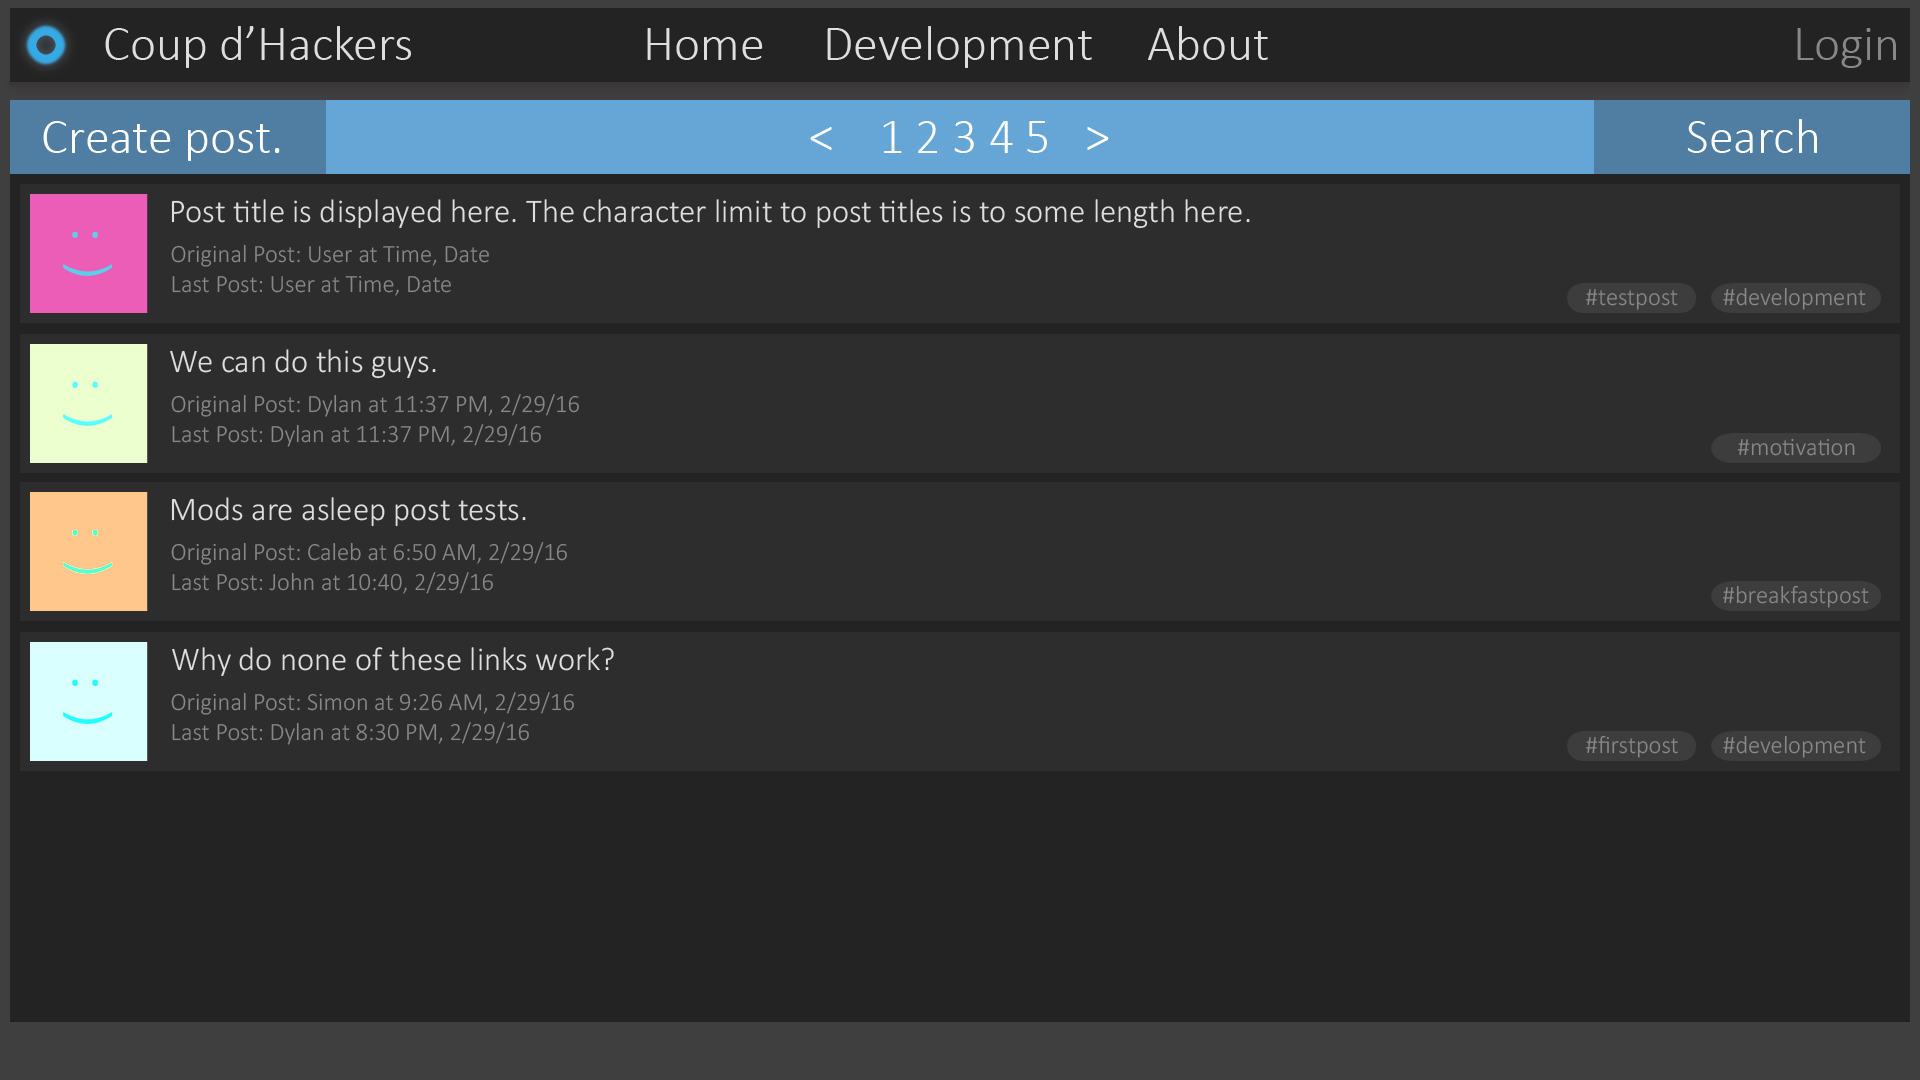 Coup d’Hackers Home Development About Login
Create post. < 1 2 3 4 5 > Search
Post title is displayed here. The character limit to post titles is to some length here.
Original Post: User at Time, Date
Last Post: User at Time, Date
#testpost #development
We can do this guys.
Original Post: Dylan at 11:37 PM, 2/29/16
Last Post: Dylan at 11:37 PM, 2/29/16
#motivation
Mods are asleep post tests.
Original Post: Caleb at 6:50 AM, 2/29/16
Last Post: John at 10:40, 2/29/16
#breakfastpost
Why do none of these links work?
Original Post: Simon at 9:26 AM, 2/29/16
Last Post: Dylan at 8:30 PM, 2/29/16
#firstpost #development